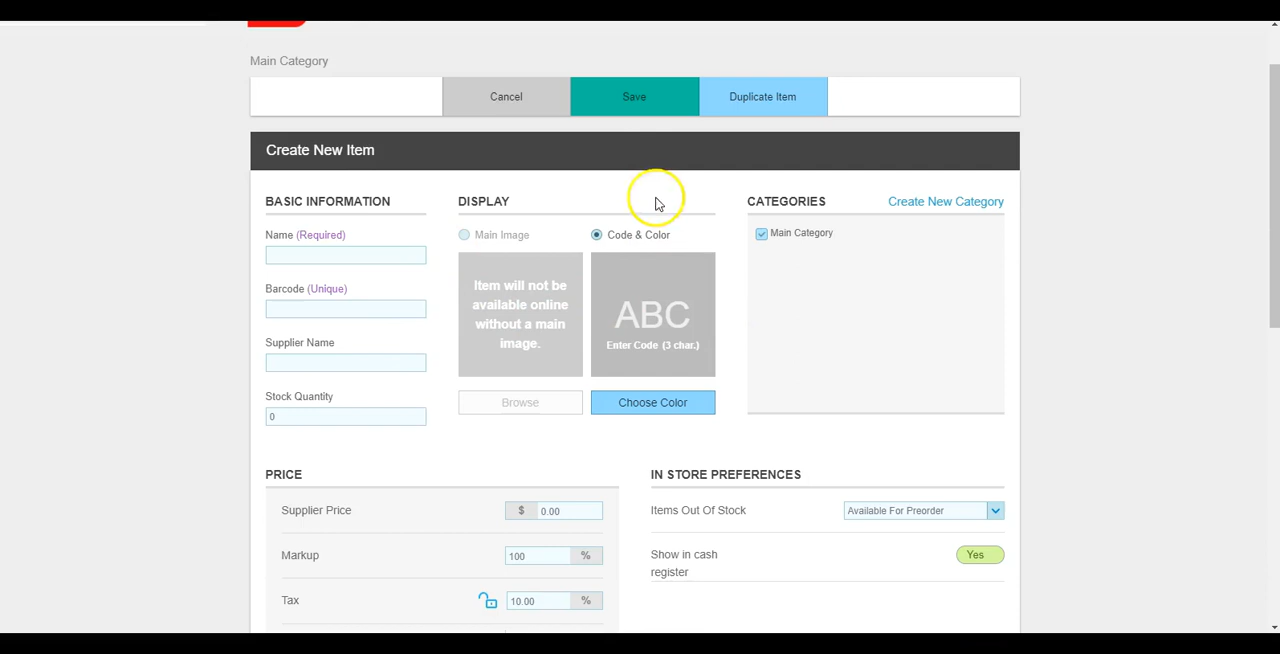 Main Category
Cancel
Save
Duplicate Item
Create New Item
BASIC INFORMATION
Name (Required)
Barcode (Unique)
Supplier Name
Stock Quantity
0
DISPLAY
Main Image
Code & Color
Item will not be
available online
without a main
image.
ABC
Enter Code (3 char.)
Browse
Choose Color
CATEGORIES
Create New Category
Main Category
PRICE
Supplier Price
$ 0.00
Markup
100 %
Tax
10.00 %
IN STORE PREFERENCES
Items Out Of Stock
Available For Preorder
Show in cash
register
Yes